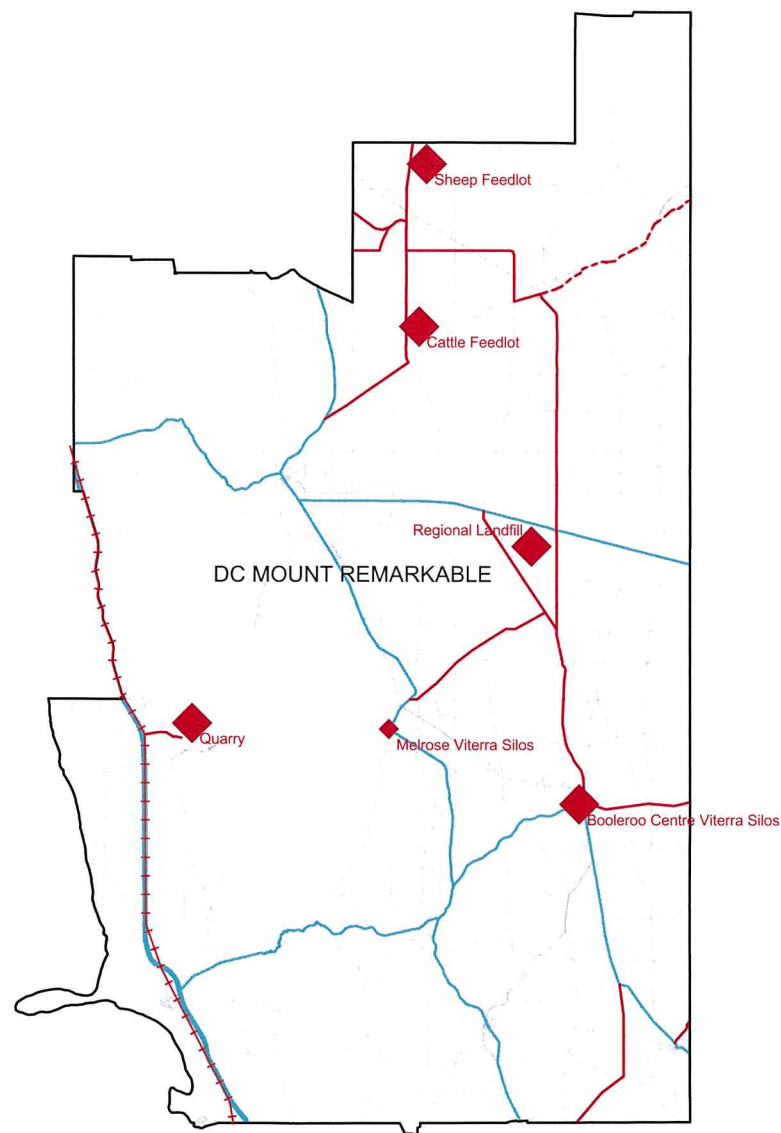 Sheep Feedlot
Cattle Feedlot
Regional Landfill
DC MOUNT REMARKABLE
Quarry
Melrose Viterra Silos
Booleroo Centre Viterra Silos